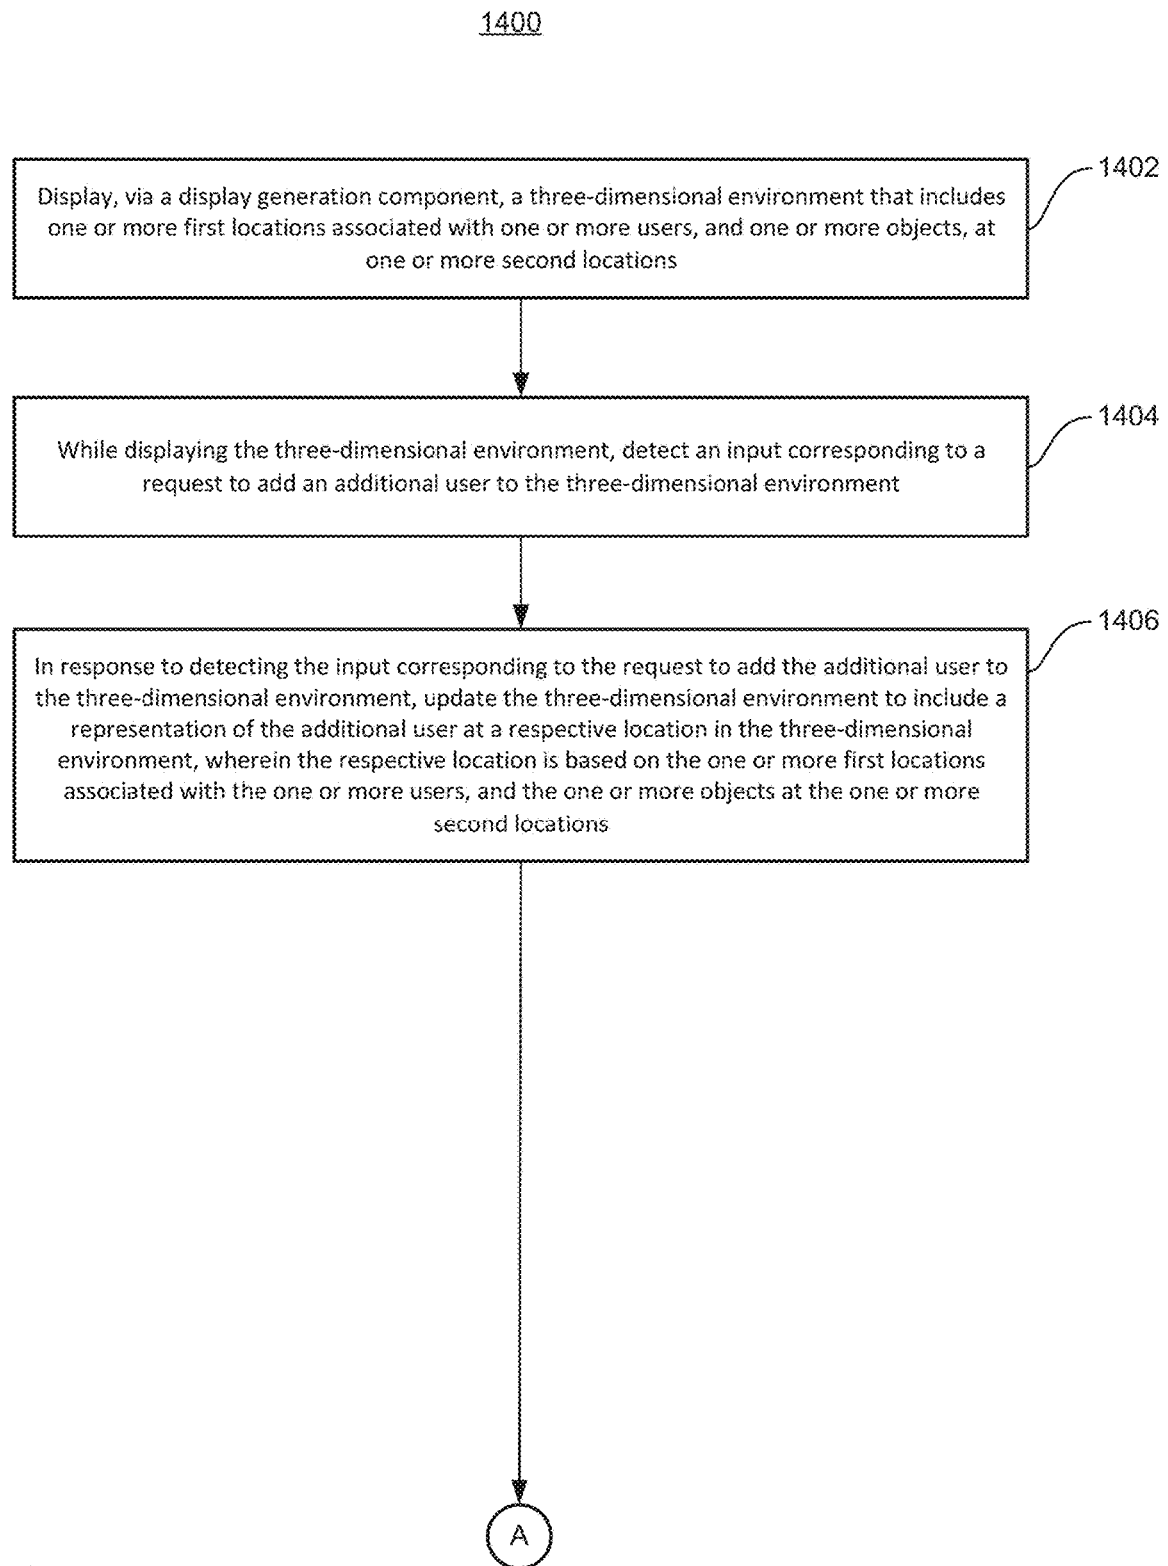 1400
1402
Display, via a display generation component, a three-dimensional environment that includes
one or more first locations associated with one or more users, and one or more objects, at
one or more second locations
1404
While displaying the three-dimensional environment, detect an input corresponding to a
request to add an additional user to the three-dimensional environment
1406
In response to detecting the input corresponding to the request to add the additional user to
the three-dimensional environment, update the three-dimensional environment to include a
representation of the additional user at a respective location in the three-dimensional
environment, wherein the respective location is based on the one or more first locations
associated with the one or more users, and the one or more objects at the one or more
second locations
A